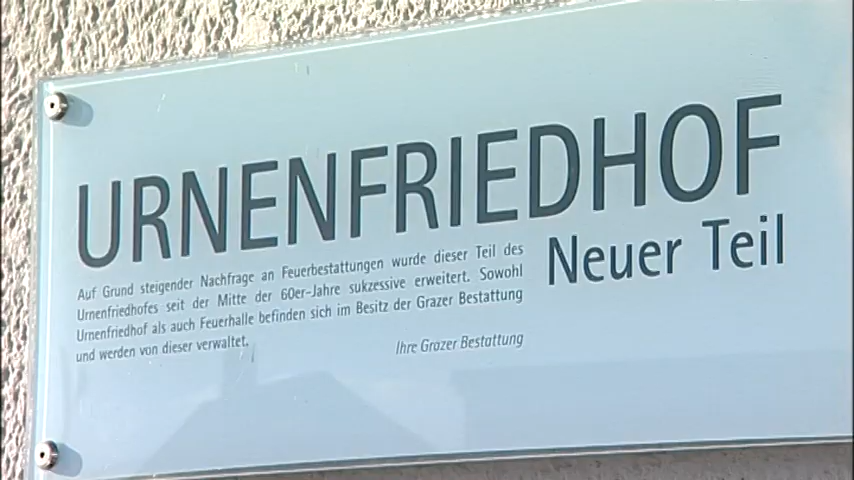 URNENFRIEDHOF
Neuer Teil
Auf Grund steigender Nachfrage an Feuerbestattungen wurde dieser Teil des
Urnenfriedhofes seit der Mitte der 60er-Jahre sukzessive erweitert. Sowohl
Urnenfriedhof als auch Feuerhalle befinden sich im Besitz der Grazer Bestattung
und werden von dieser verwaltet.
Ihre Grazer Bestattung